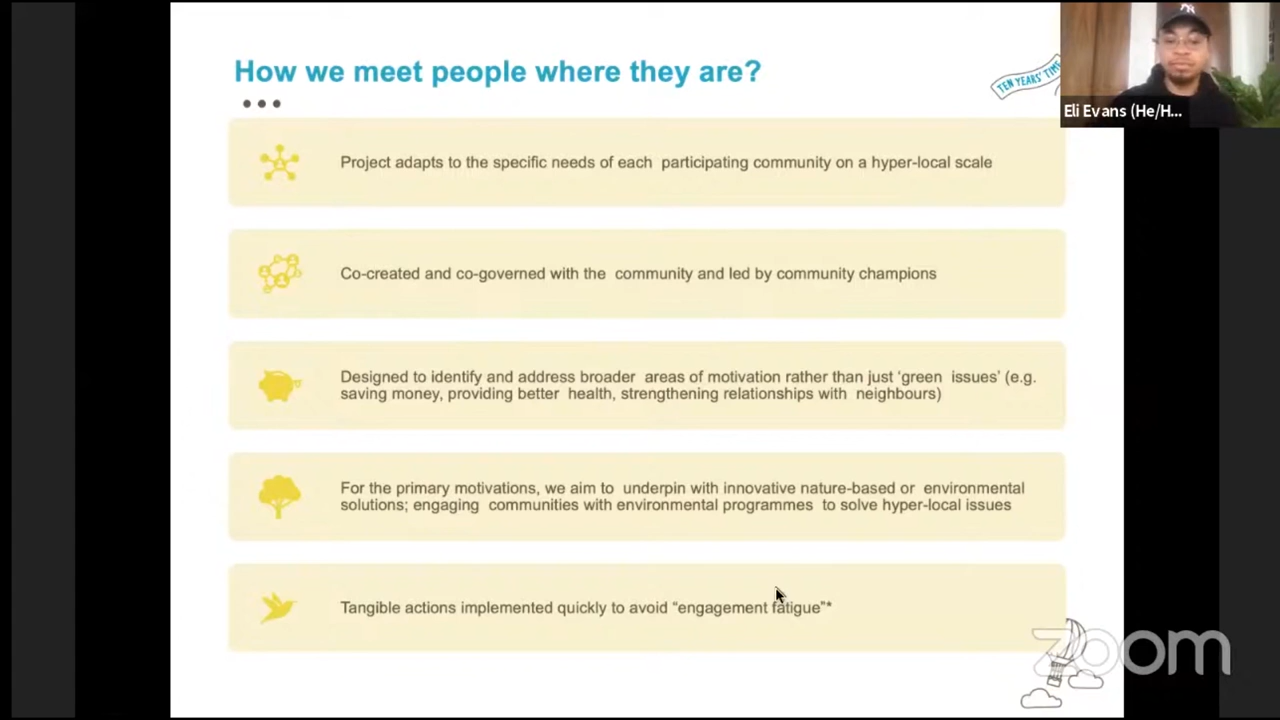 How we meet people where they are?
TEN YEARS' TIME
Eli Evans (He/H...
Project adapts to the specific needs of each participating community on a hyper-local scale
Co-created and co-governed with the community and led by community champions
Designed to identify and address broader areas of motivation rather than just ‘green issues’ (e.g.
saving money, providing better health, strengthening relationships with neighbours)
For the primary motivations, we aim to underpin with innovative nature-based or environmental
solutions; engaging communities with environmental programmes to solve hyper-local issues
Tangible actions implemented quickly to avoid “engagement fatigue”*
zoom